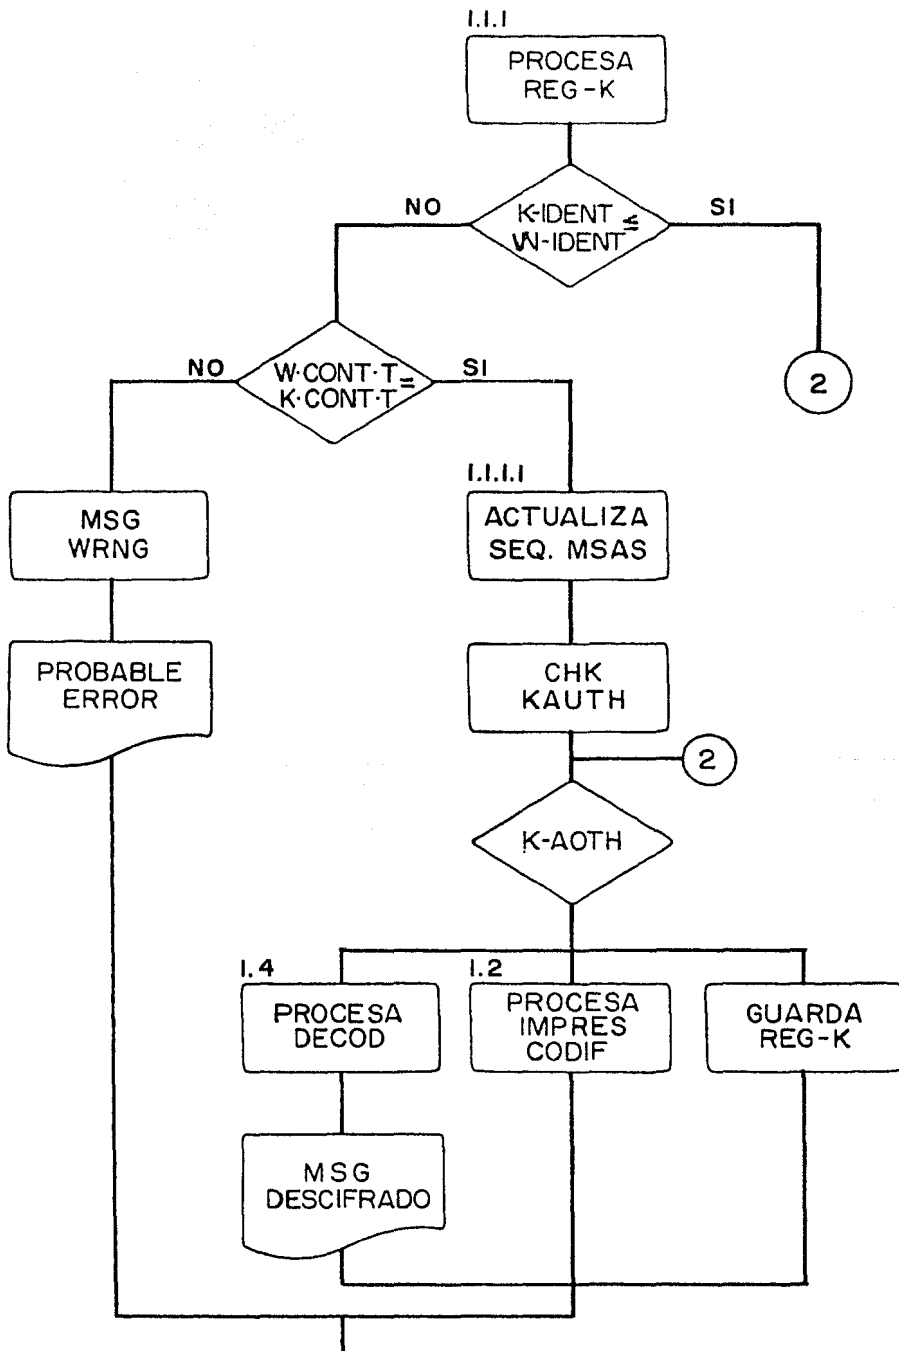 1.1.1
PROCESA
REG-K
NO
K-IDENT ≤
W-IDENT
SI
NO
W·CONT·T =
K·CONT·T
SI
2
1.1.1.1
MSG
WRNG
ACTUALIZA
SEQ. MSAS
PROBABLE
ERROR
CHK
KAUTH
2
K-AOTH
1.4
PROCESA
DECOD
1.2
PROCESA
IMPRES
CODIF
GUARDA
REG-K
MSG
DESCIFRADO